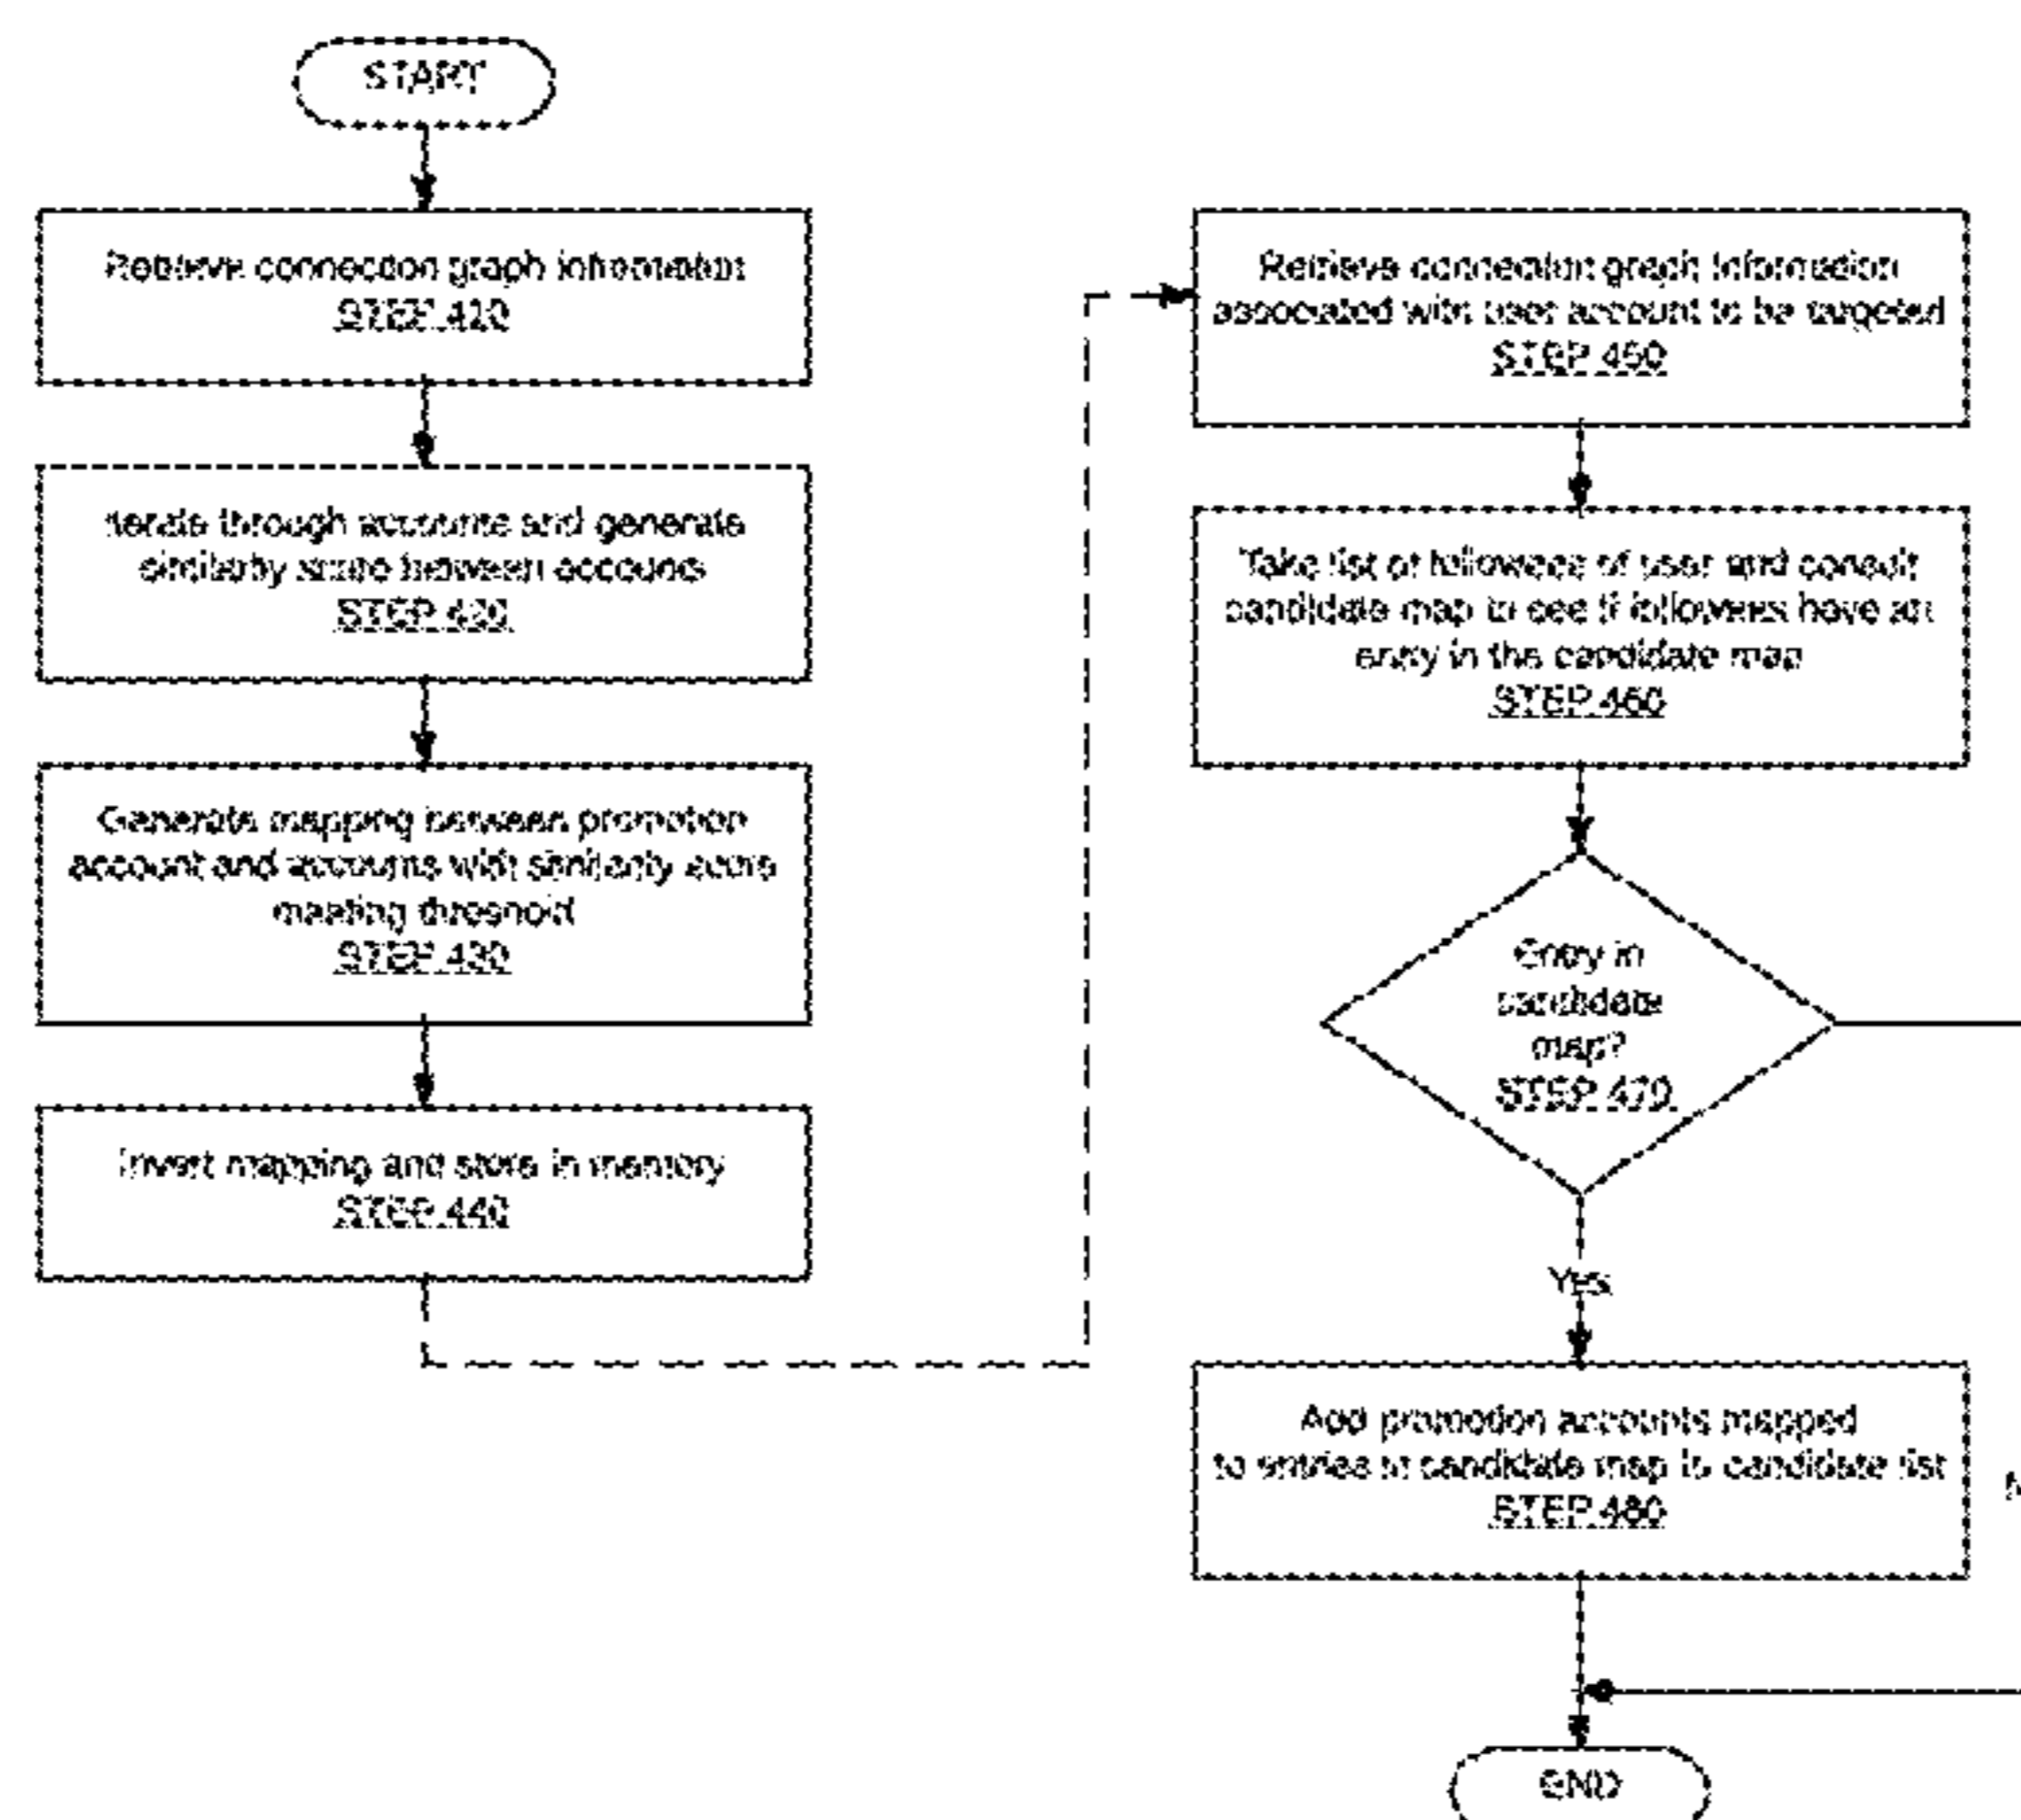 START
Retrieve connection graph information
STEP 410
Iterate through accounts and generate
similarity score between accounts
STEP 420
Generate mapping between promotion
account and accounts with similarity score
meeting threshold
STEP 430
Invert mapping and store in memory
STEP 440
Retrieve connection graph information
associated with user account to be targeted
STEP 450
Take list of followees of user and consult
candidate map to see if followees have an
entry in the candidate map
STEP 460
Entry in
candidate
map?
STEP 470
Yes
Add promotion accounts mapped
to entries in candidate map to candidate list
STEP 480
END